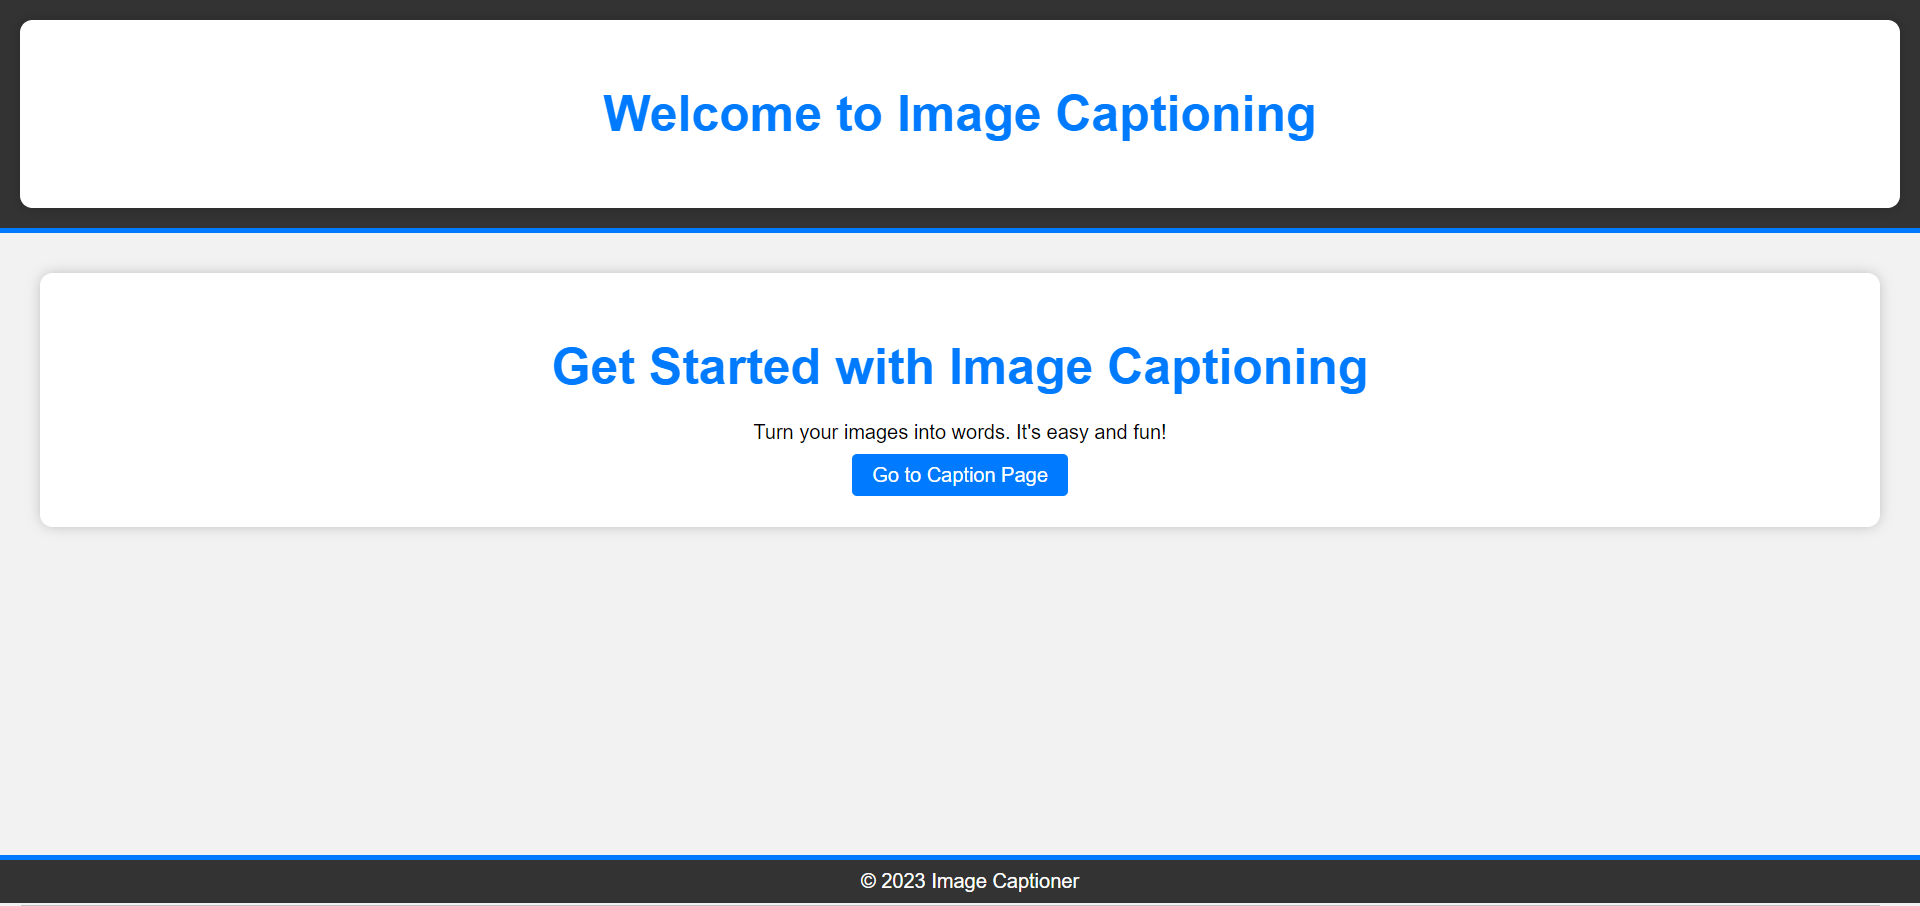 Welcome to Image Captioning
Get Started with Image Captioning
Turn your images into words. It's easy and fun!
Go to Caption Page
© 2023 Image Captioner